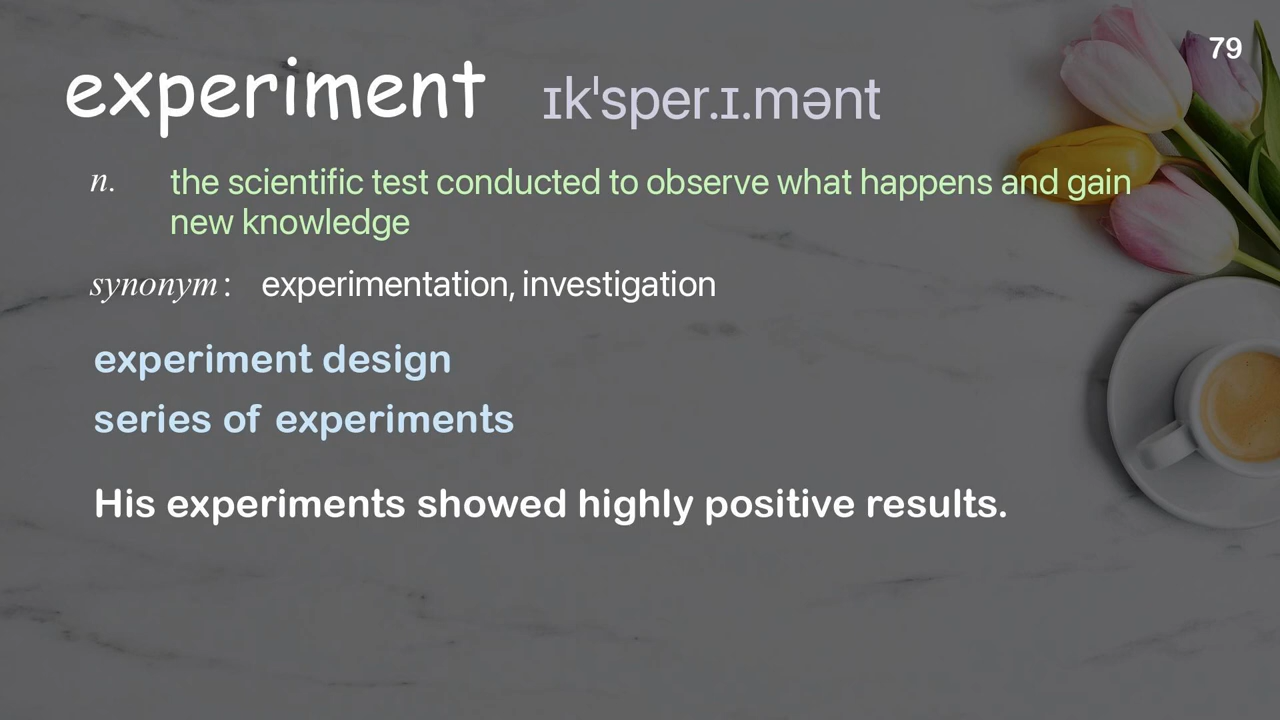 79
experiment ɪkˈsper.ɪ.mənt
n. the scientific test conducted to observe what happens and gain
new knowledge
synonym: experimentation, investigation
experiment design
series of experiments
His experiments showed highly positive results.